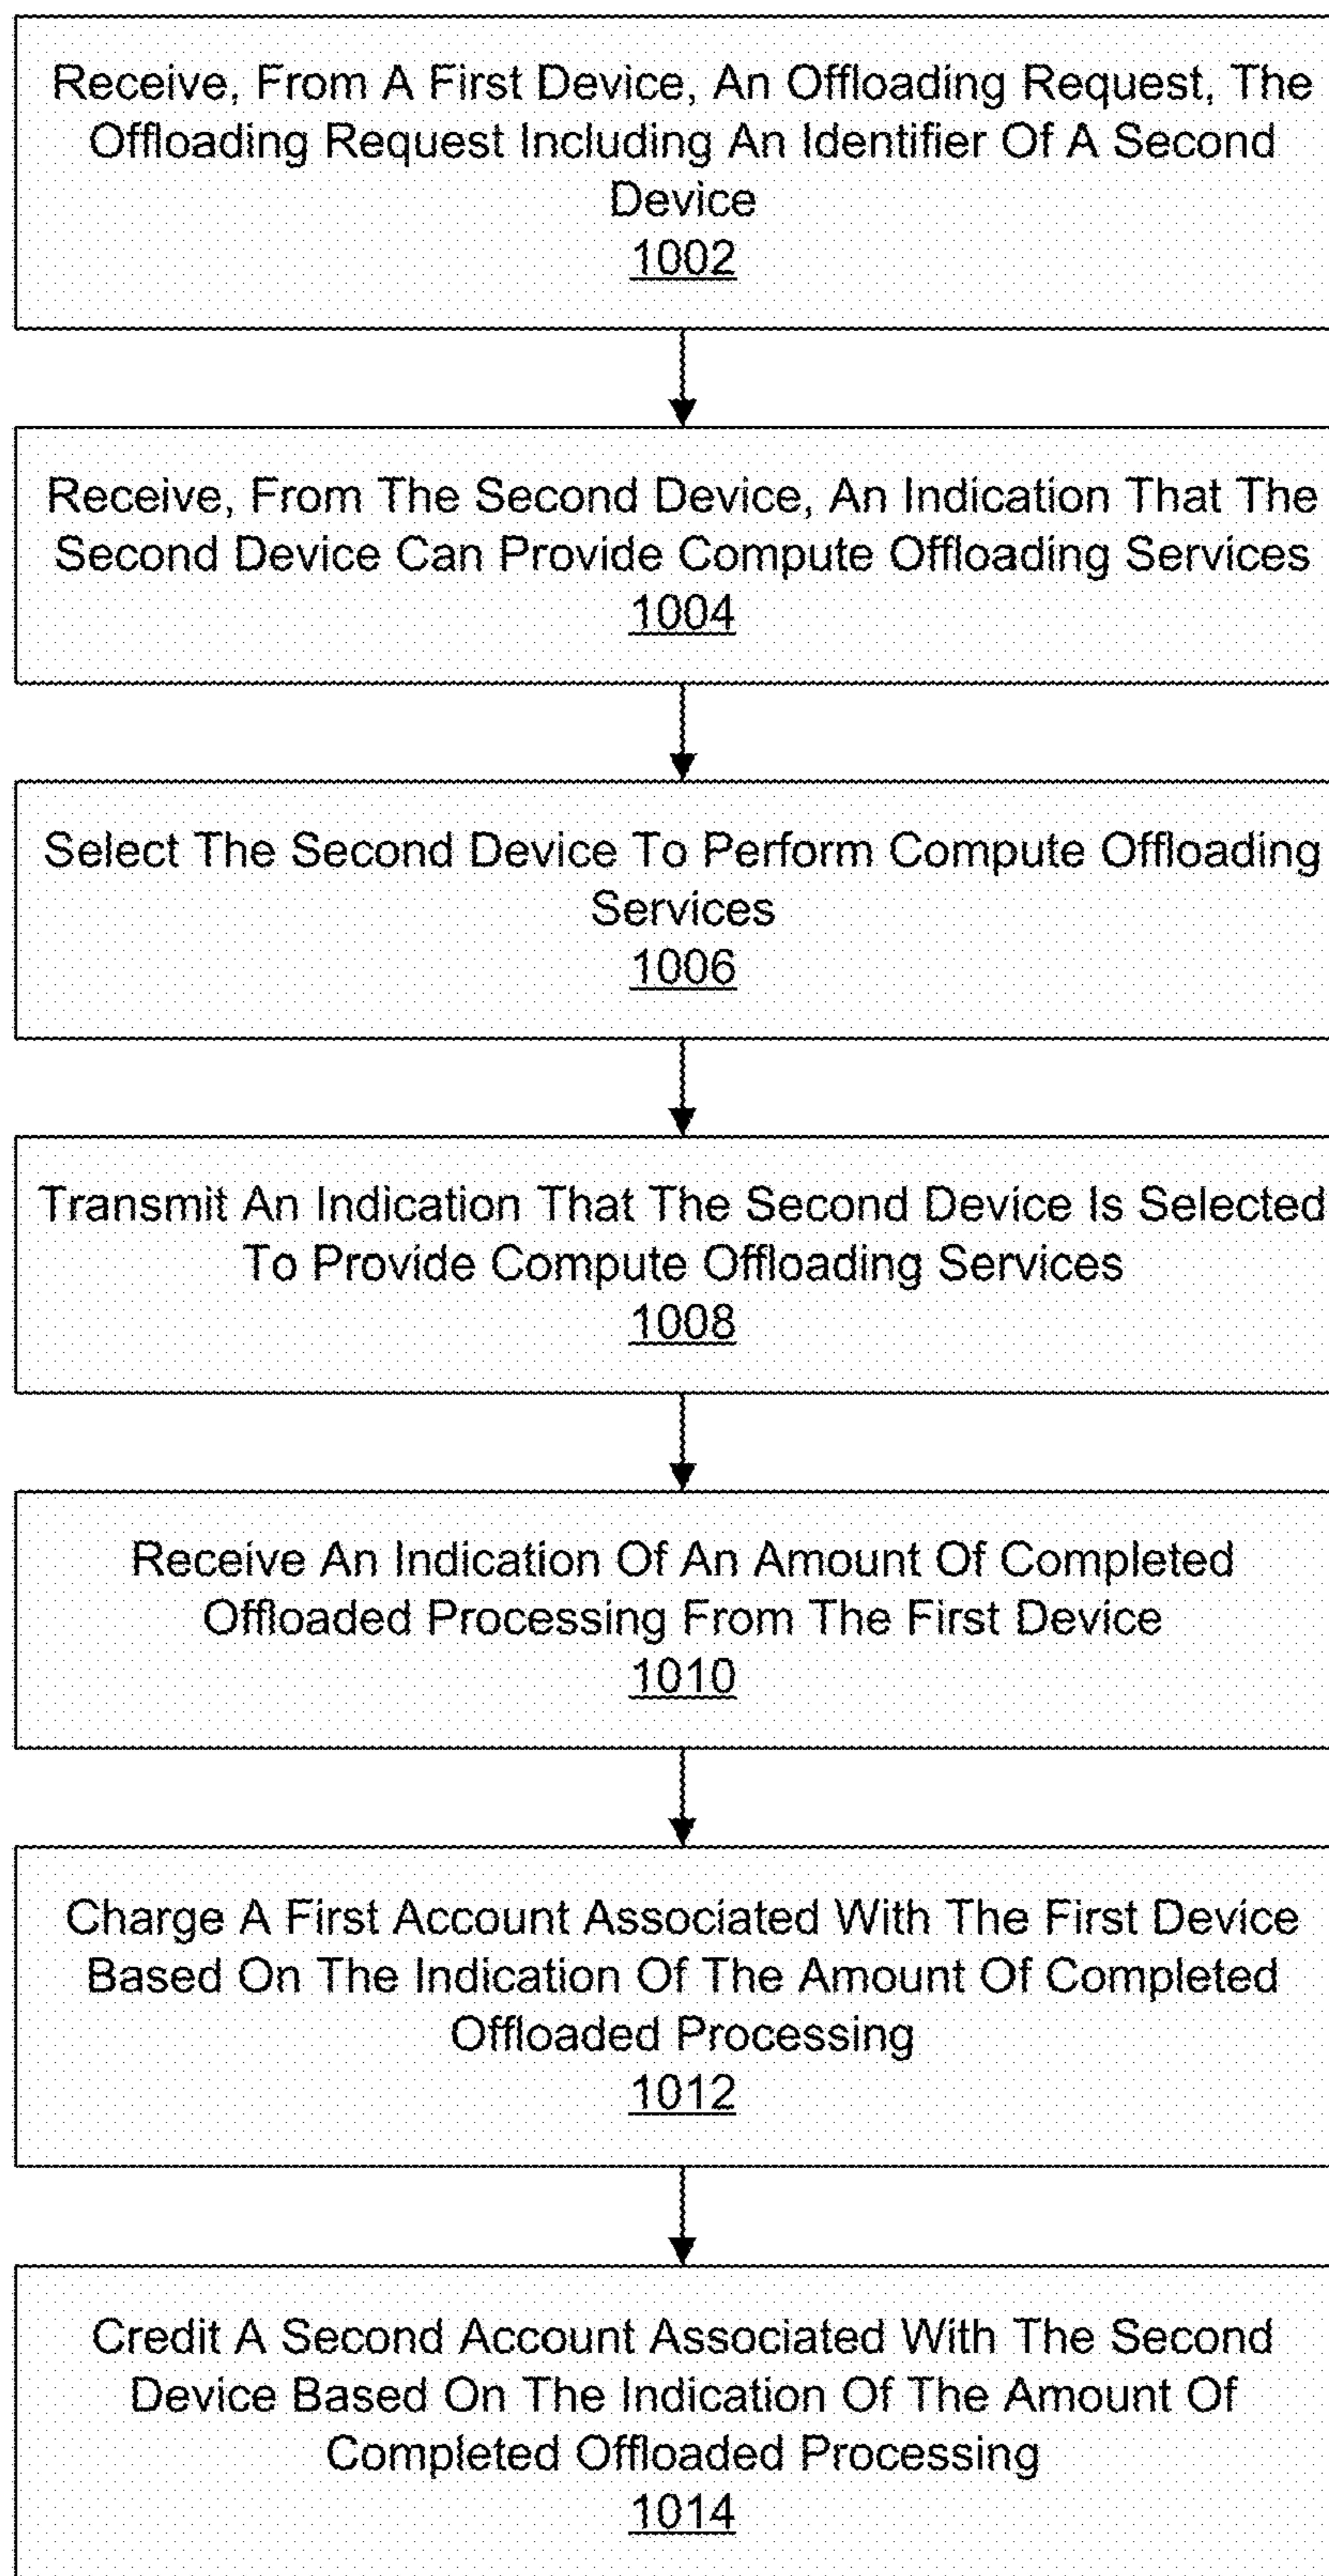 Receive, From A First Device, An Offloading Request, The
Offloading Request Including An Identifier Of A Second
Device
1002
Receive, From The Second Device, An Indication That The
Second Device Can Provide Compute Offloading Services
1004
Select The Second Device To Perform Compute Offloading
Services
1006
Transmit An Indication That The Second Device Is Selected
To Provide Compute Offloading Services
1008
Receive An Indication Of An Amount Of Completed
Offloaded Processing From The First Device
1010
Charge A First Account Associated With The First Device
Based On The Indication Of The Amount Of Completed
Offloaded Processing
1012
Credit A Second Account Associated With The Second
Device Based On The Indication Of The Amount Of
Completed Offloaded Processing
1014